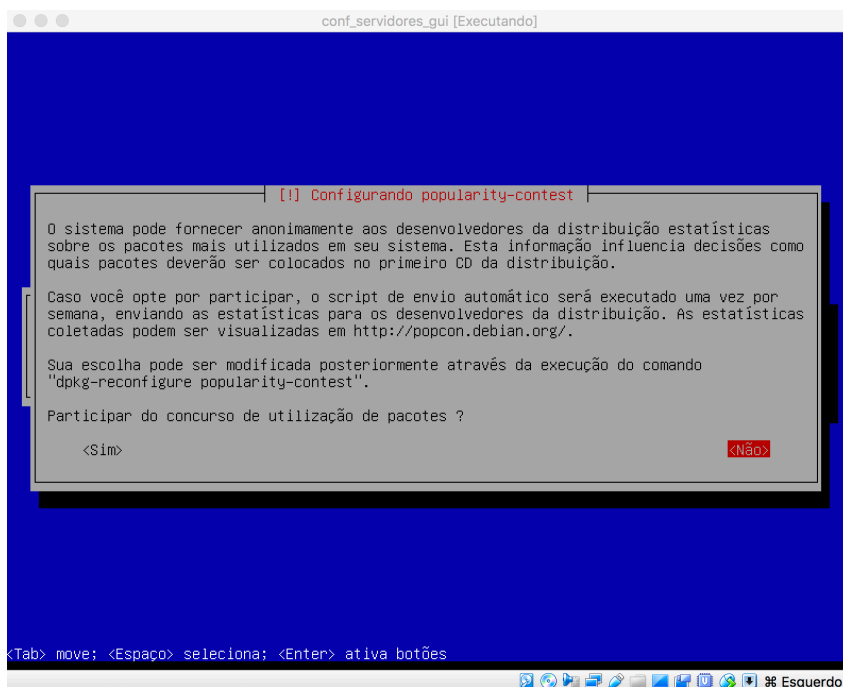 conf_servidores_gui [Executando]
[!] Configurando popularity-contest
O sistema pode fornecer anonimamente aos desenvolvedores da distribuição estatísticas
sobre os pacotes mais utilizados em seu sistema. Esta informação influencia decisões como
quais pacotes deverão ser colocados no primeiro CD da distribuição.
Caso você opte por participar, o script de envio automático será executado uma vez por
semana, enviando as estatísticas para os desenvolvedores da distribuição. As estatísticas
coletadas podem ser visualizadas em http://popcon.debian.org/.
Sua escolha pode ser modificada posteriormente através da execução do comando
"dpkg-reconfigure popularity-contest".
Participar do concurso de utilização de pacotes ?
<Sim> <Não>
<Tab> move; <Espaço> seleciona; <Enter> ativa botões
⌘ Esquerdo